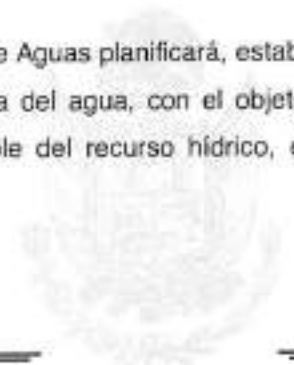 e Aguas planificará, estab
a del agua, con el objet
le del recurso hídrico,